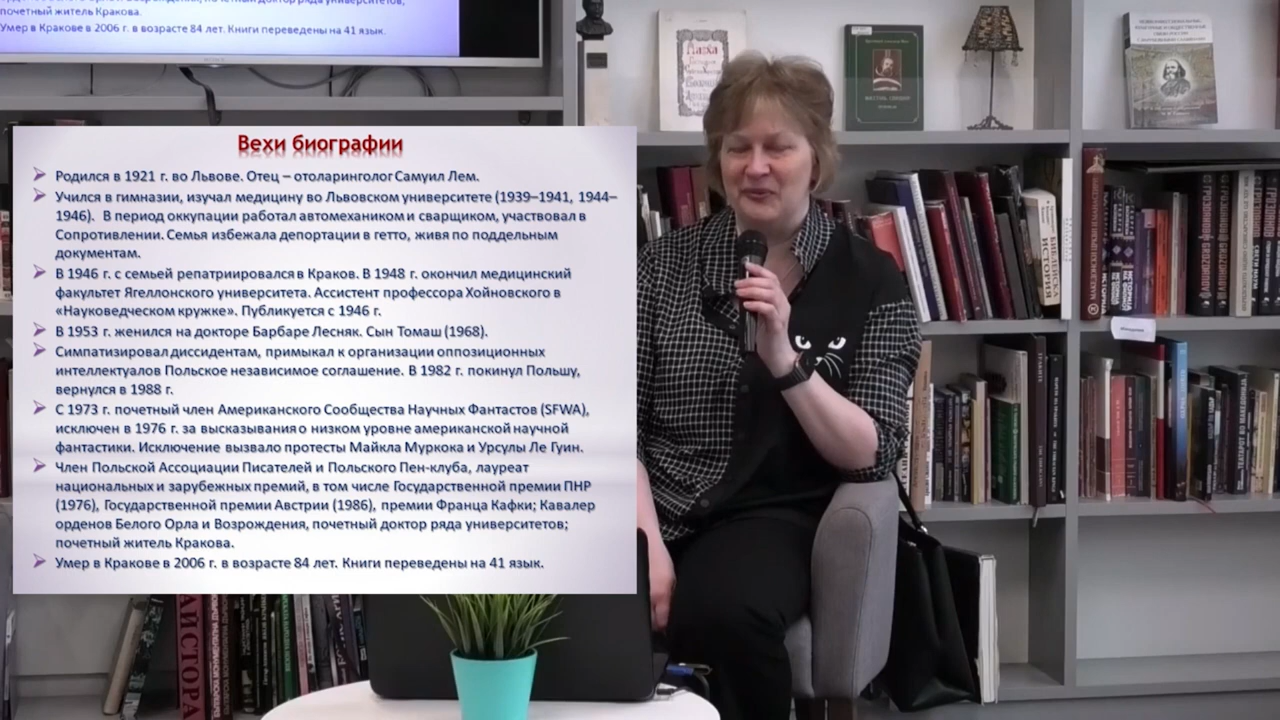 почетный житель Кракова.
Умер в Кракове в 2006 г. в возрасте 84 лет. Книги переведены на 41 язык.
Вехи биографии
Родился в 1921 г. во Львове. Отец – отоларинголог Самуил Лем.
Учился в гимназии, изучал медицину во Львовском университете (1939–1941, 1944–
1946). В период оккупации работал автомехаником и сварщиком, участвовал в
Сопротивлении. Семья избежала депортации в гетто, живя по поддельным
документам.
В 1946 г. с семьей репатриировался в Краков. В 1948 г. окончил медицинский
факультет Ягеллонского университета. Ассистент профессора Хойновского в
«Науковедческом кружке». Публикуется с 1946 г.
В 1953 г. женился на докторе Барбаре Лесняк. Сын Томаш (1968).
Симпатизировал диссидентам, примыкал к организации оппозиционных
интеллектуалов Польское независимое соглашение. В 1982 г. покинул Польшу,
вернулся в 1988 г.
С 1973 г. почетный член Американского Сообщества Научных Фантастов (SFWA),
исключен в 1976 г. за высказывания о низком уровне американской научной
фантастики. Исключение вызвало протесты Майкла Муркока и Урсулы Ле Гуин.
Член Польской Ассоциации Писателей и Польского Пен-клуба, лауреат
национальных и зарубежных премий, в том числе Государственной премии ПНР
(1976), Государственной премии Австрии (1986), премии Франца Кафки; Кавалер
орденов Белого Орла и Возрождения, почетный доктор ряда университетов;
почетный житель Кракова.
Умер в Кракове в 2006 г. в возрасте 84 лет. Книги переведены на 41 язык.
БИБЛЕЙСКА
ИСТОРИЯ